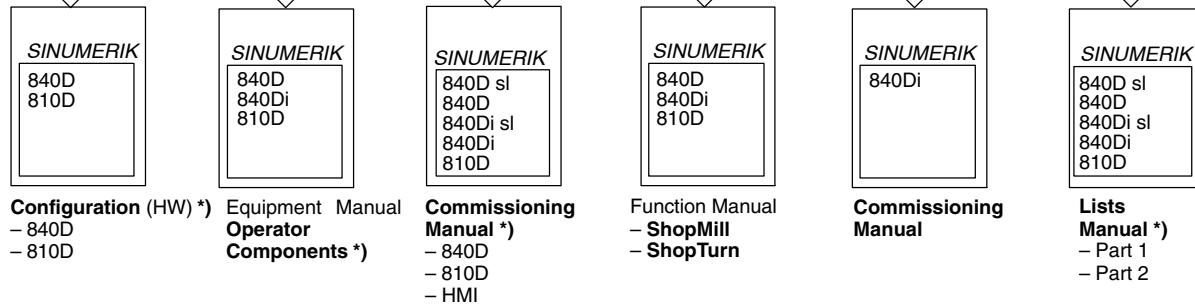 SINUMERIK
840D
810D
Configuration (HW) *)
– 840D
– 810D
SINUMERIK
840D
840Di
810D
Equipment Manual
Operator
Components *)
SINUMERIK
840D sl
840D
840Di sl
840Di
810D
Commissioning
Manual *)
– 840D
– 810D
– HMI
SINUMERIK
840D
840Di
810D
Function Manual
– ShopMill
– ShopTurn
SINUMERIK
840Di
Commissioning
Manual
SINUMERIK
840D sl
840D
840Di sl
840Di
810D
Lists
Manual *)
– Part 1
– Part 2